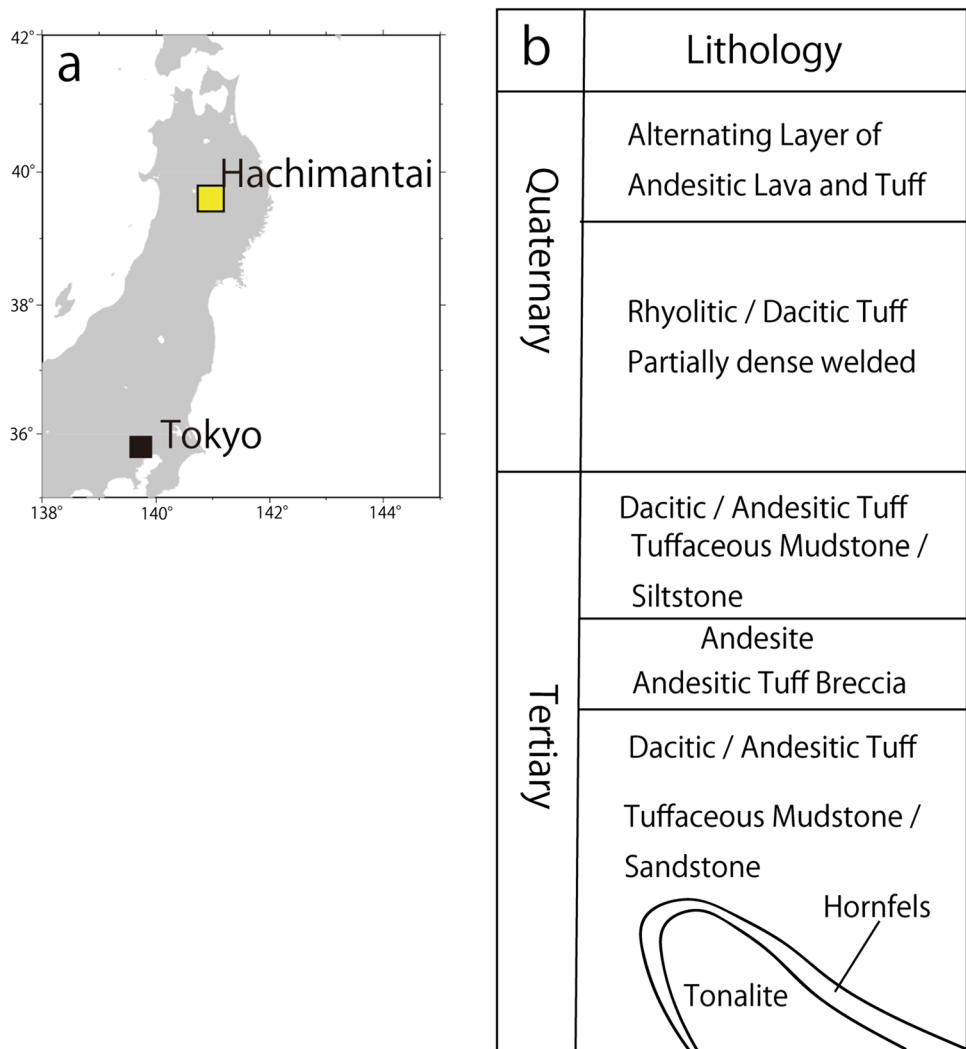 a
42°
40°
38°
36°
138°
140°
142°
144°
Hachimantai
Tokyo
b
Lithology
Quaternary
Alternating Layer of
Andesitic Lava and Tuff
Rhyolitic / Dacitic Tuff
Partially dense welded
Tertiary
Dacitic / Andesitic Tuff
Tuffaceous Mudstone /
Siltstone
Andesite
Andesitic Tuff Breccia
Dacitic / Andesitic Tuff
Tuffaceous Mudstone /
Sandstone
Hornfels
Tonalite